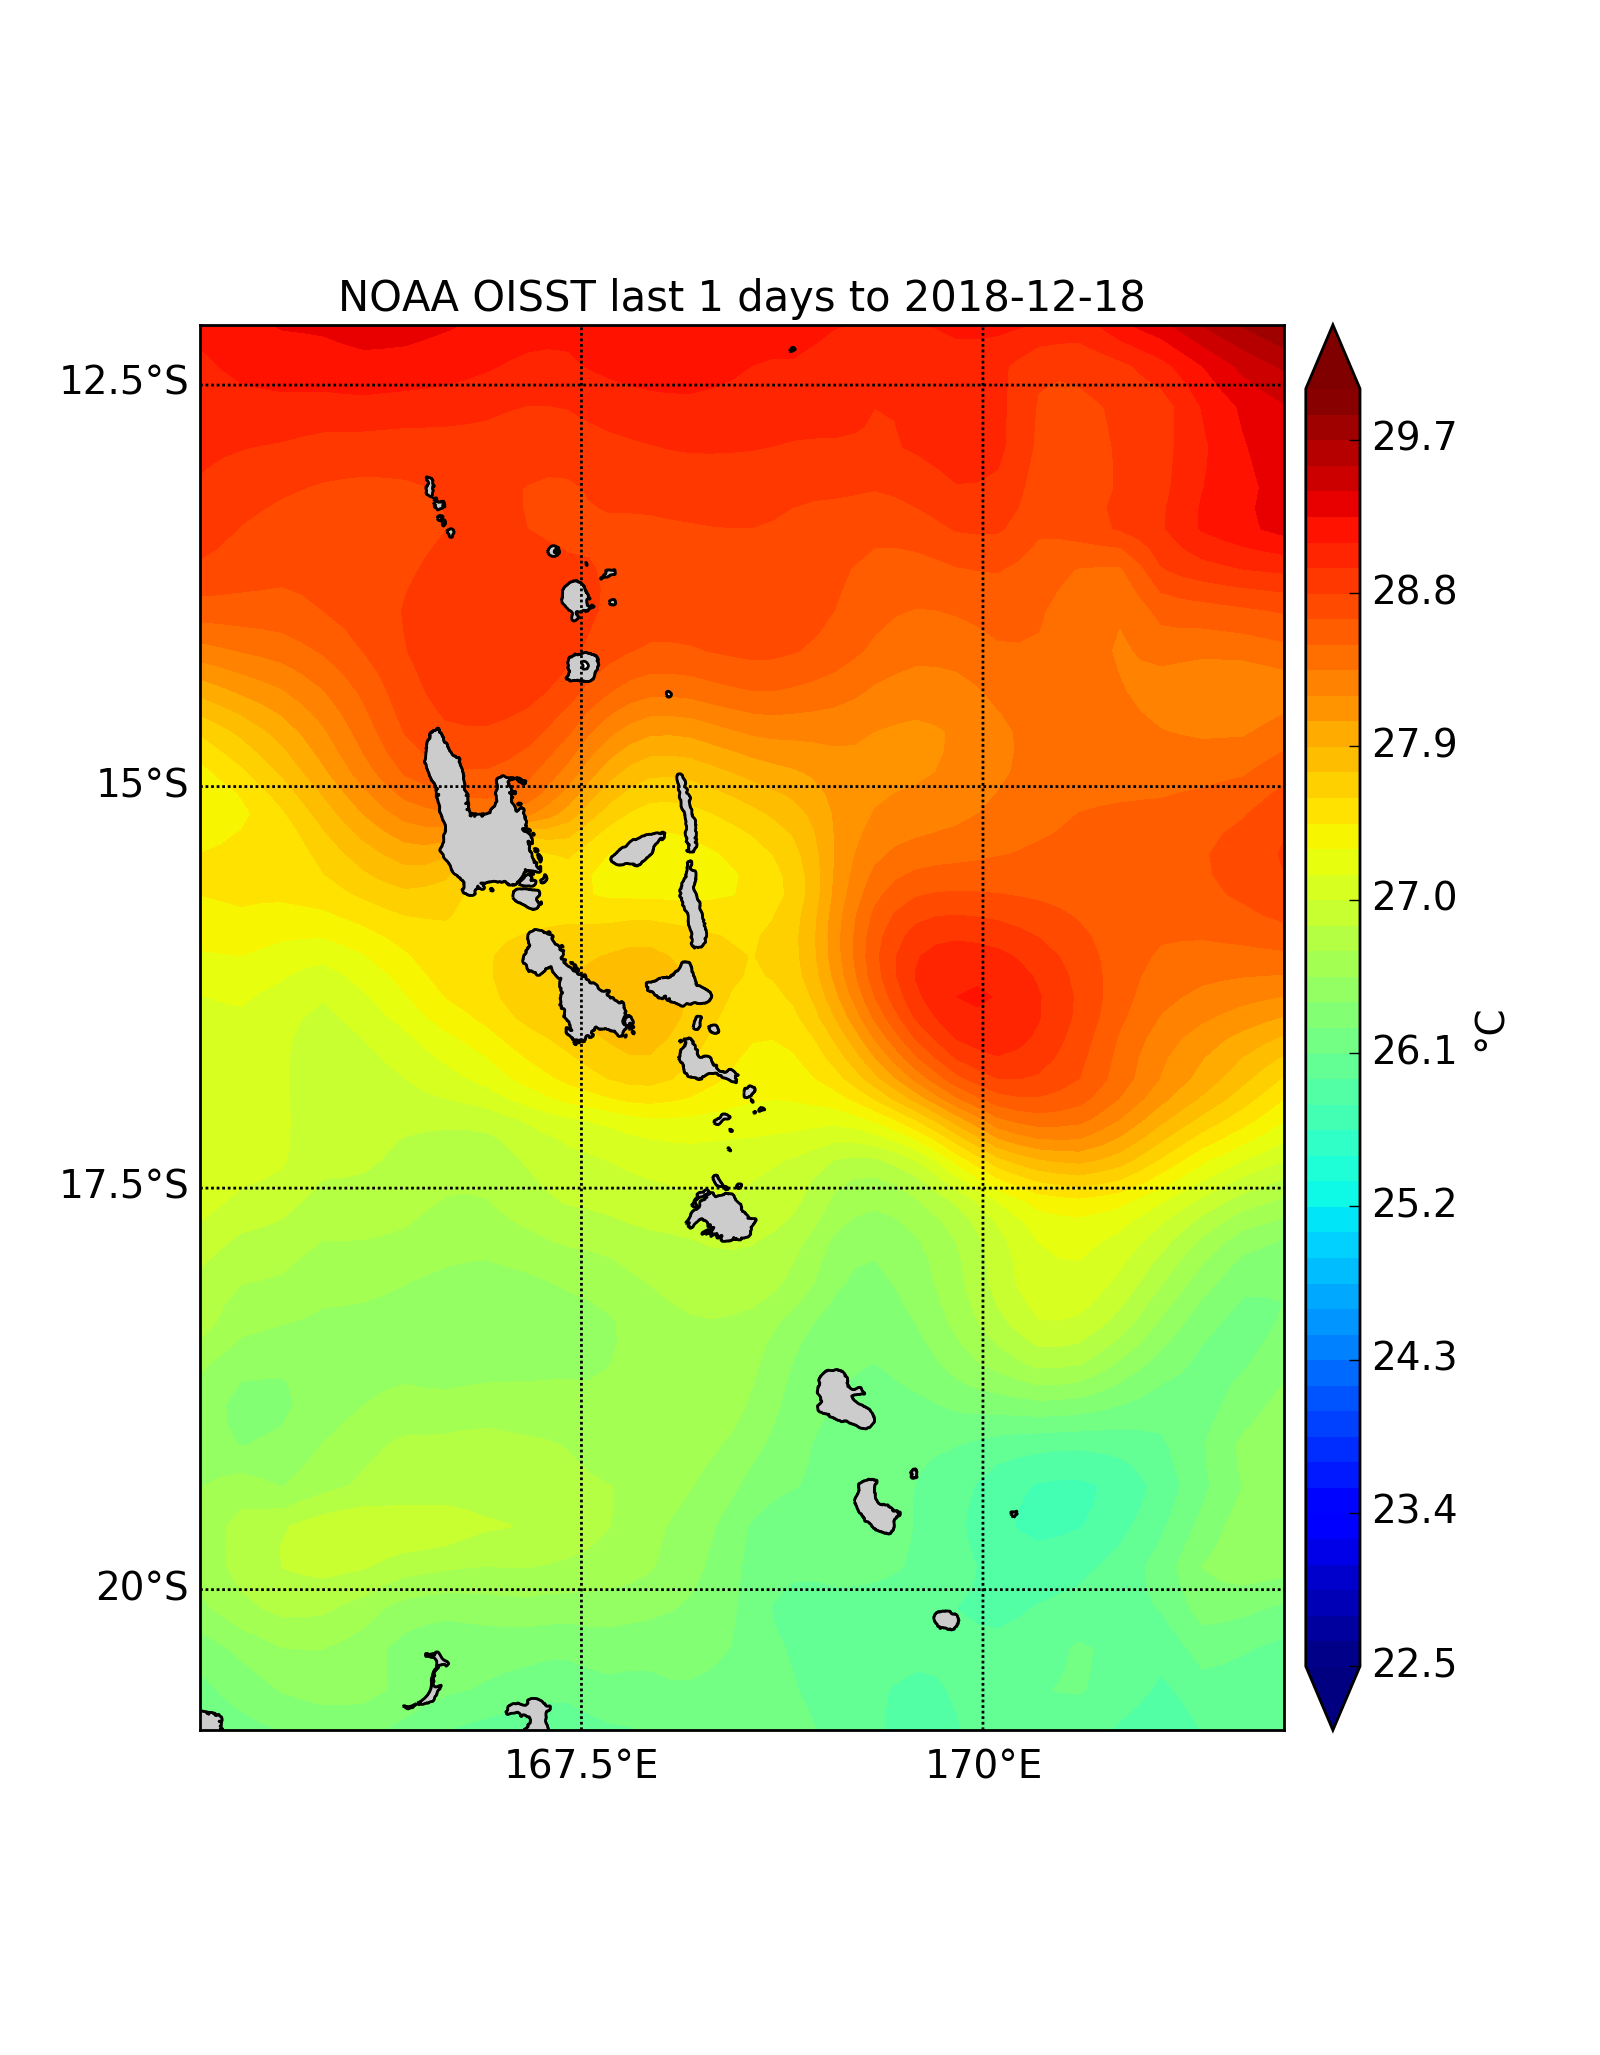 NOAA OISST last 1 days to 2018-12-18
12.5°S
15°S
17.5°S
20°S
167.5°E
170°E
29.7
28.8
27.9
27.0
26.1
25.2
24.3
23.4
22.5
°C